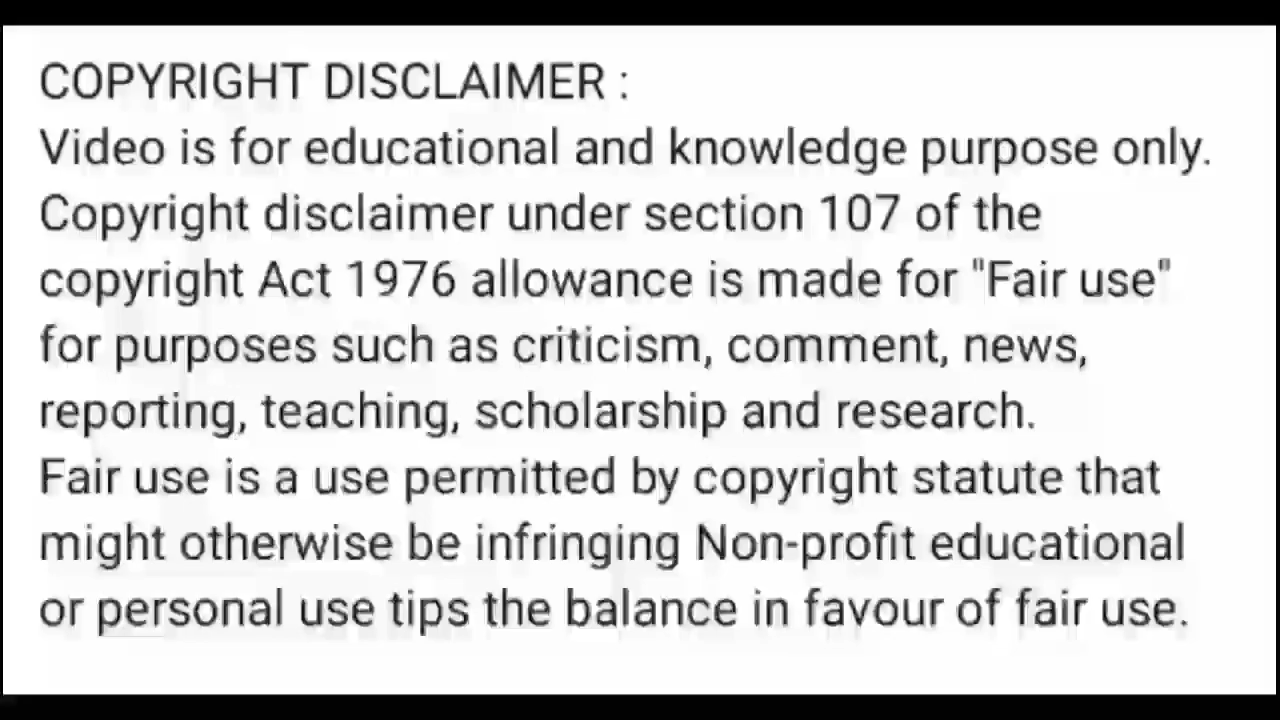 COPYRIGHT DISCLAIMER :
Video is for educational and knowledge purpose only.
Copyright disclaimer under section 107 of the
copyright Act 1976 allowance is made for "Fair use"
for purposes such as criticism, comment, news,
reporting, teaching, scholarship and research.
Fair use is a use permitted by copyright statute that
might otherwise be infringing Non-profit educational
or personal use tips the balance in favour of fair use.